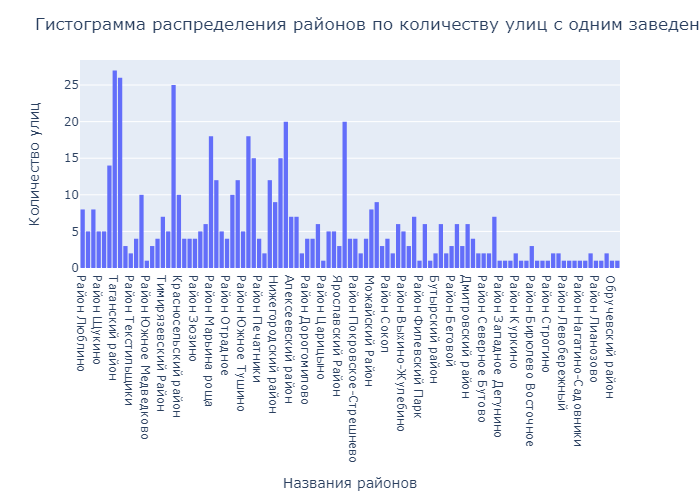 Гистограмма распределения районов по количеству улиц с одним заведен
Количество улиц
25
20
15
10
5
0
Район Люблино
Район Щукино
Таганский район
Район Текстильщики
Район Южное Медведково
Тимирязевский Район
Красносельский район
Район Зюзино
Район Марьина роща
Район Отрадное
Район Южное Тушино
Район Печатники
Нижегородский район
Алексеевский район
Район Дорогомилово
Район Царицыно
Ярославский Район
Район Покровское-Стрешнево
Можайский Район
Район Сокол
Район Выхино-Жулебино
Район Филевский Парк
Бутырский район
Район Беговой
Дмитровский район
Район Северное Бутово
Район Западное Дегунино
Район Куркино
Район Бирюлево Восточное
Район Строгино
Район Левобережный
Район Нагатино-Садовники
Район Лианозово
Обручевский район
Названия районов